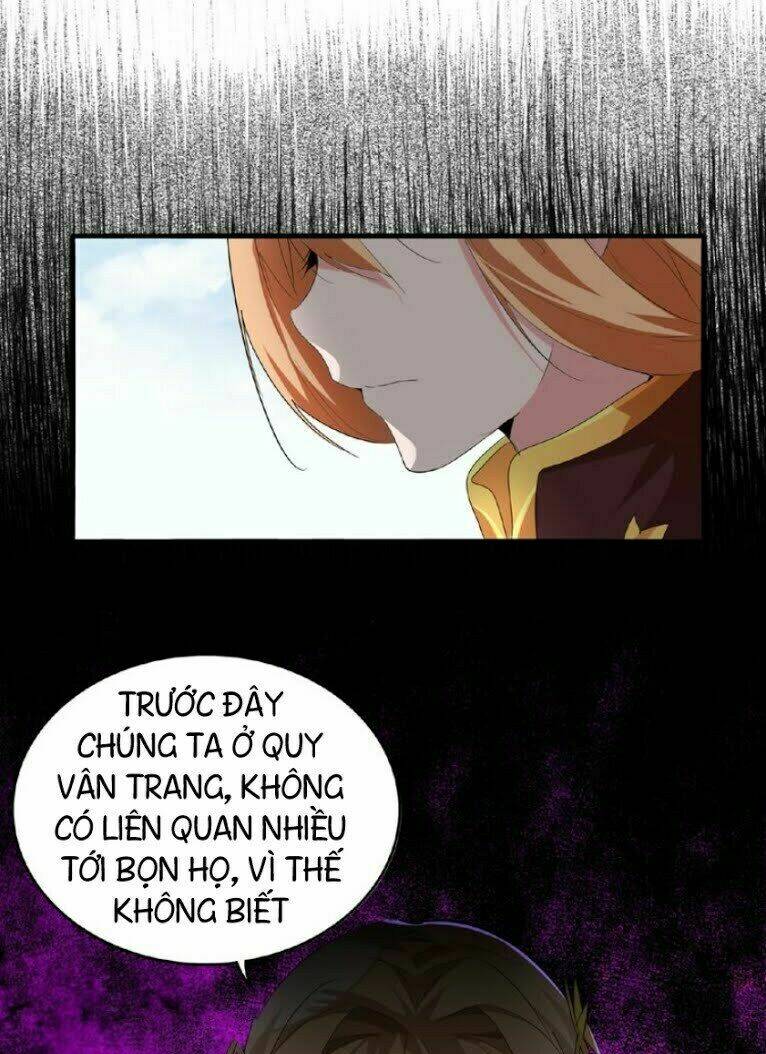 TRƯỚC ĐÂY
CHÚNG TA Ở QUY
VÂN TRANG, KHÔNG
CÓ LIÊN QUAN NHIỀU
TỚI BỌN HỌ, VÌ THẾ
KHÔNG BIẾT